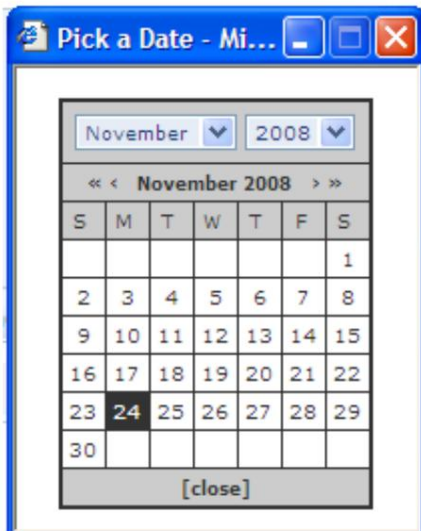 Pick a Date - Mi...
November 2008
« < November 2008 > »
S M T W T F S
1
2 3 4 5 6 7 8
9 10 11 12 13 14 15
16 17 18 19 20 21 22
23 24 25 26 27 28 29
30
[close]